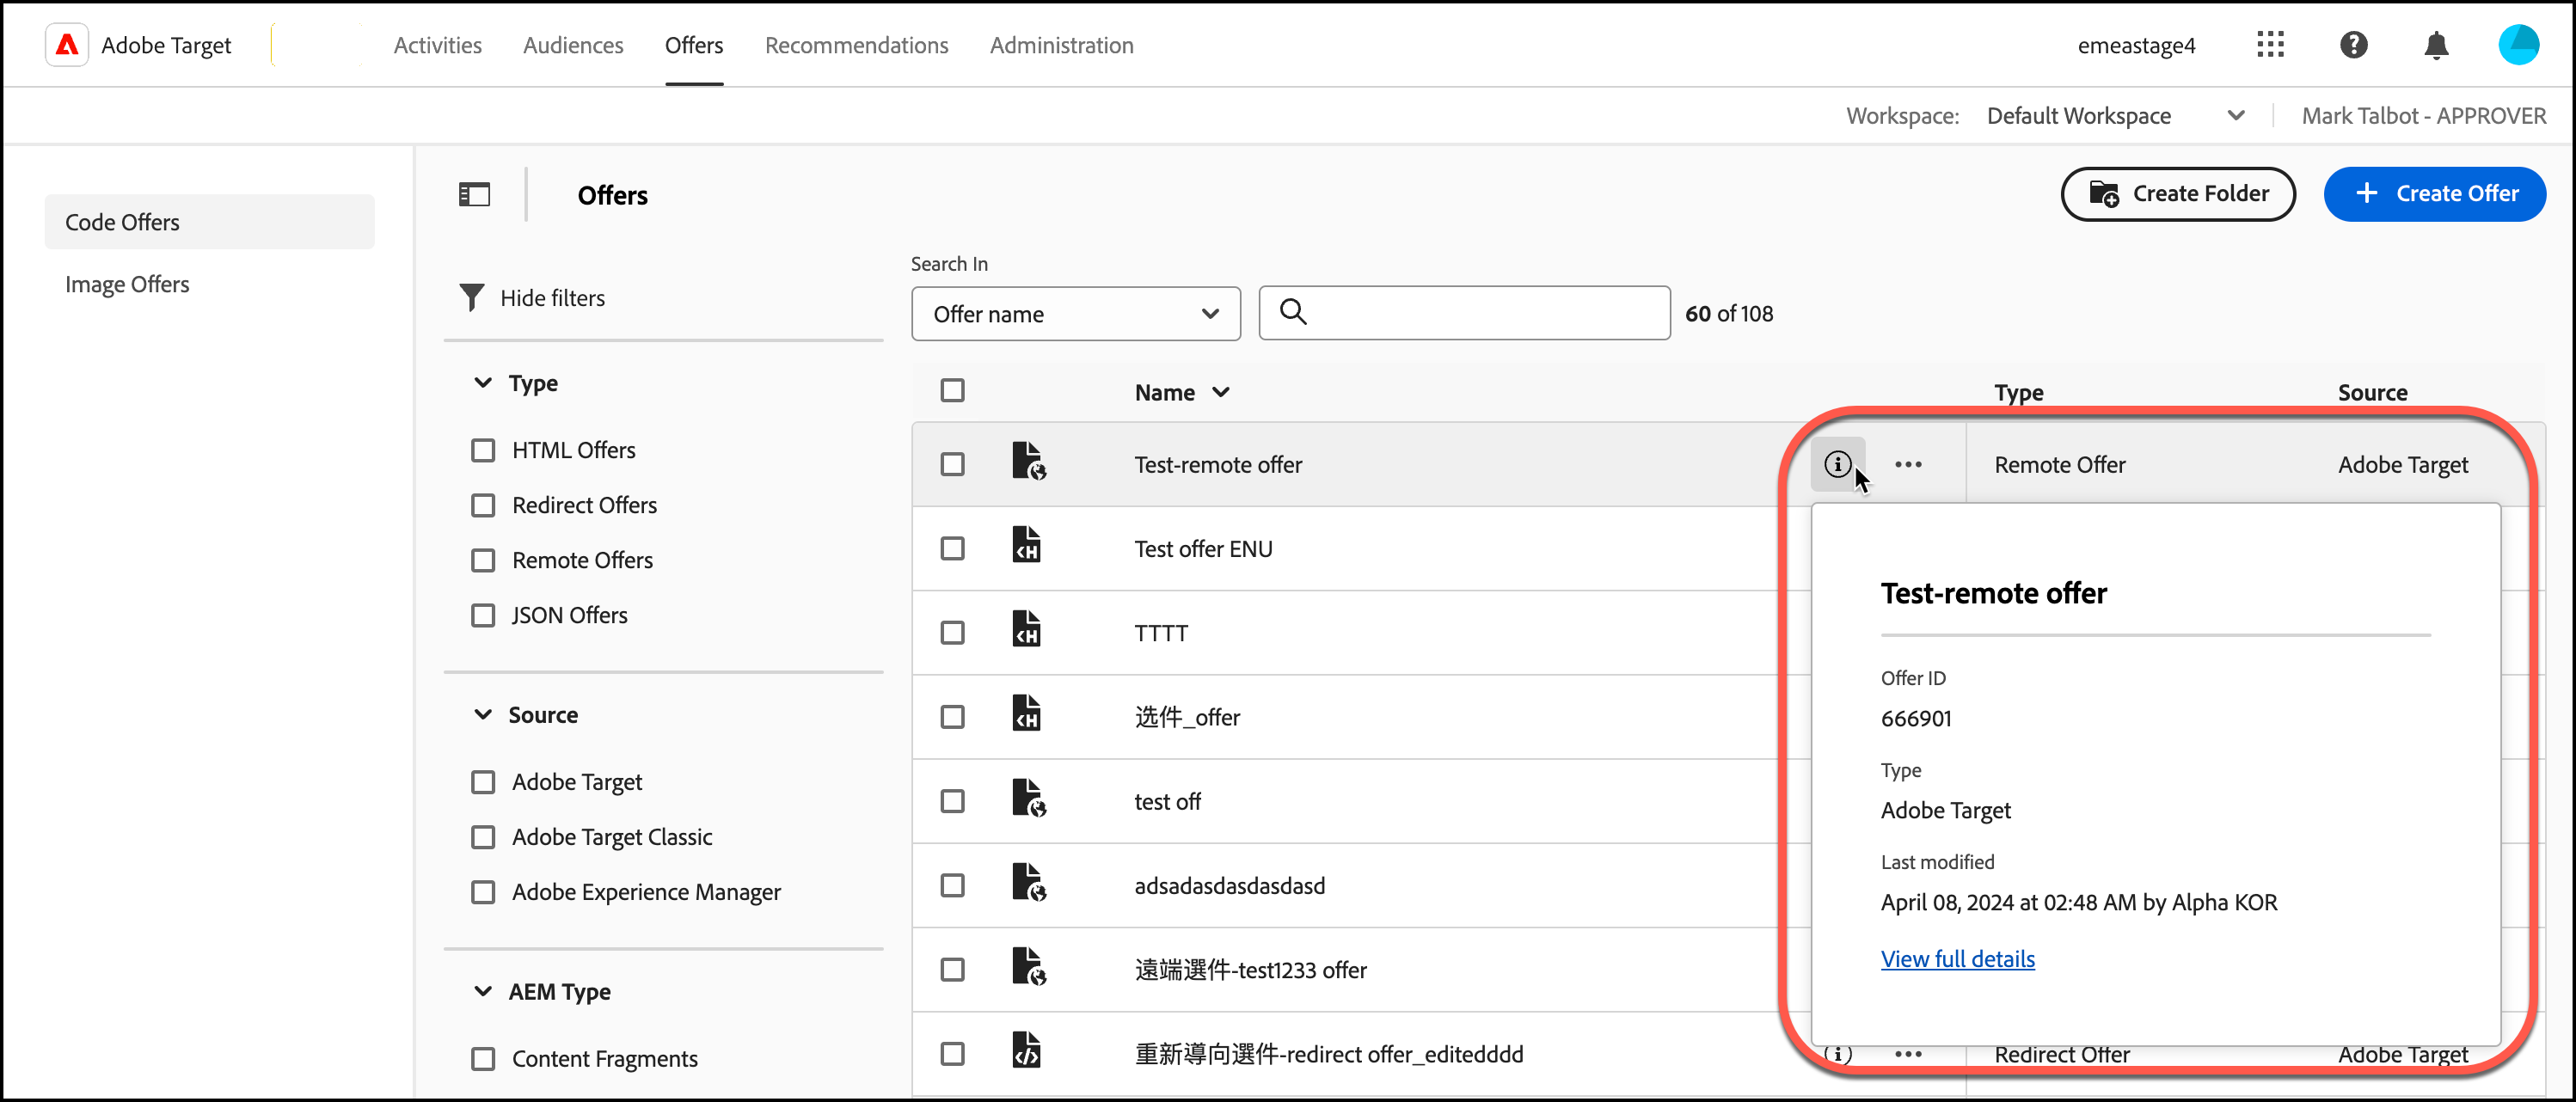 Adobe Target
Activities
Audiences
Offers
Recommendations
Administration
emeastage4
Workspace:
Default Workspace
Mark Talbot - APPROVER
Code Offers
Image Offers
Offers
Create Folder
Create Offer
Hide filters
Type
HTML Offers
Redirect Offers
Remote Offers
JSON Offers
Source
Adobe Target
Adobe Target Classic
Adobe Experience Manager
AEM Type
Content Fragments
Search In
Offer name
60 of 108
Name
Type
Source
Test-remote offer
Remote Offer
Adobe Target
Test offer ENU
TTTT
选件_offer
test off
adsadasdasdasdasd
遠端選件-test1233 offer
重新導向選件-redirect offer_editedddd
Redirect Offer
Adobe Target
Test-remote offer
Offer ID
666901
Type
Adobe Target
Last modified
April 08, 2024 at 02:48 AM by Alpha KOR
View full details